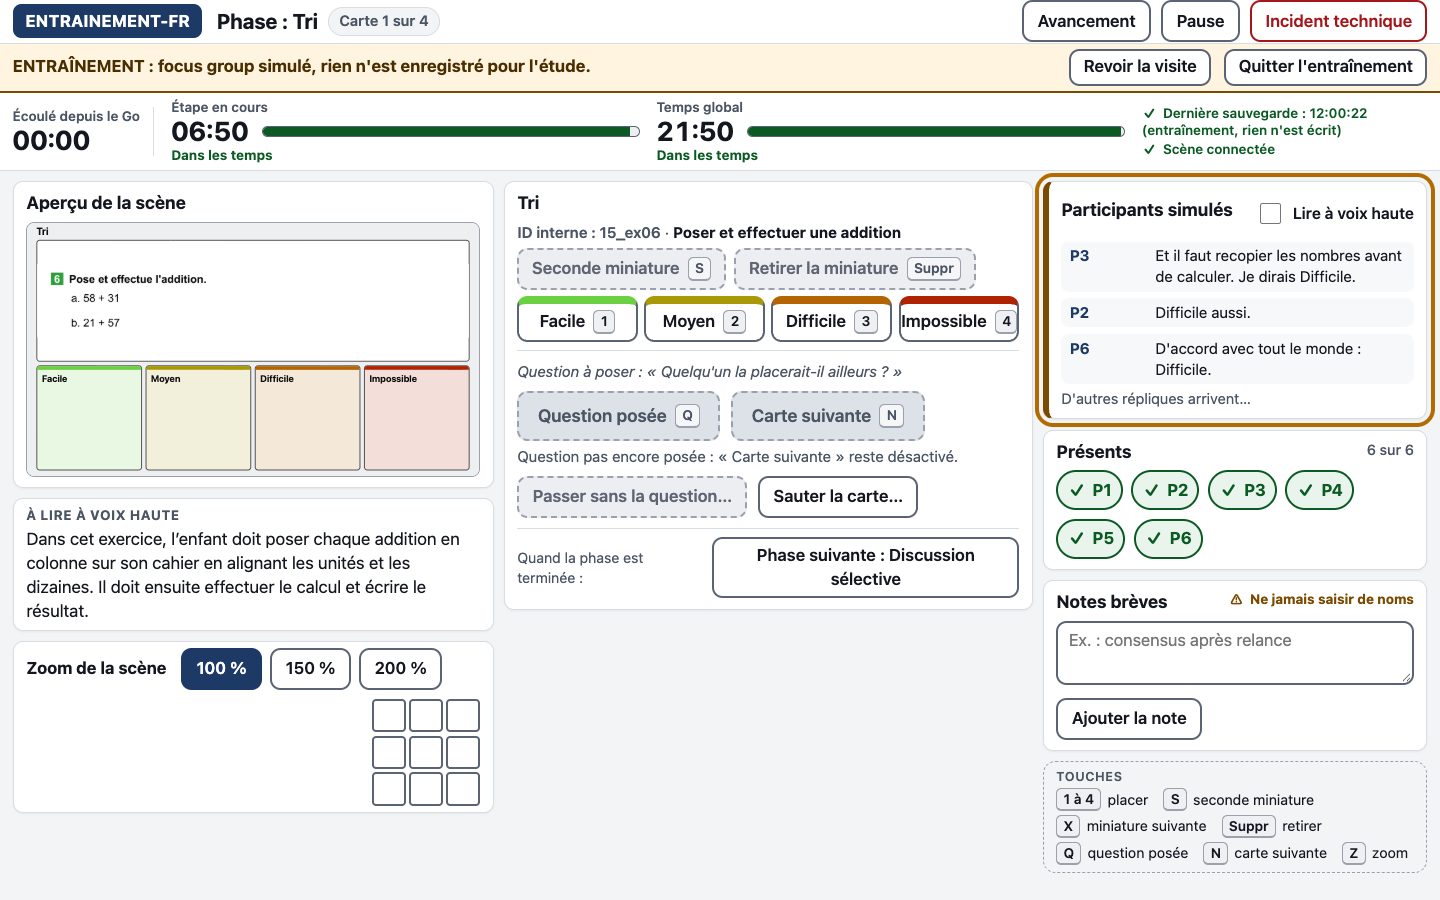 ENTRAINEMENT-FR
Phase : Tri
Carte 1 sur 4
Avancement
Pause
Incident technique
ENTRAÎNEMENT : focus group simulé, rien n'est enregistré pour l'étude.
Revoir la visite
Quitter l'entraînement
Écoulé depuis le Go
00:00
Étape en cours
06:50
Dans les temps
Temps global
21:50
Dans les temps
✓ Dernière sauvegarde : 12:00:22
(entraînement, rien n'est écrit)
✓ Scène connectée
Aperçu de la scène
Tri
6 Pose et effectue l'addition.
a. 58 + 31
b. 21 + 57
Facile
Moyen
Difficile
Impossible
À LIRE À VOIX HAUTE
Dans cet exercice, l’enfant doit poser chaque addition en
colonne sur son cahier en alignant les unités et les
dizaines. Il doit ensuite effectuer le calcul et écrire le
résultat.
Zoom de la scène
100 %
150 %
200 %
Tri
ID interne : 15_ex06 · Poser et effectuer une addition
Seconde miniature S
Retirer la miniature Suppr
Facile 1
Moyen 2
Difficile 3
Impossible 4
Question à poser : « Quelqu'un la placerait-il ailleurs ? »
Question posée Q
Carte suivante N
Question pas encore posée : « Carte suivante » reste désactivé.
Passer sans la question...
Sauter la carte...
Quand la phase est
terminée :
Phase suivante : Discussion
sélective
Participants simulés
Lire à voix haute
P3
Et il faut recopier les nombres avant
de calculer. Je dirais Difficile.
P2
Difficile aussi.
P6
D'accord avec tout le monde :
Difficile.
D'autres répliques arrivent...
Présents
6 sur 6
✓ P1
✓ P2
✓ P3
✓ P4
✓ P5
✓ P6
Notes brèves
⚠ Ne jamais saisir de noms
Ex. : consensus après relance
Ajouter la note
TOUCHES
1 à 4 placer S seconde miniature
X miniature suivante Suppr retirer
Q question posée N carte suivante Z zoom